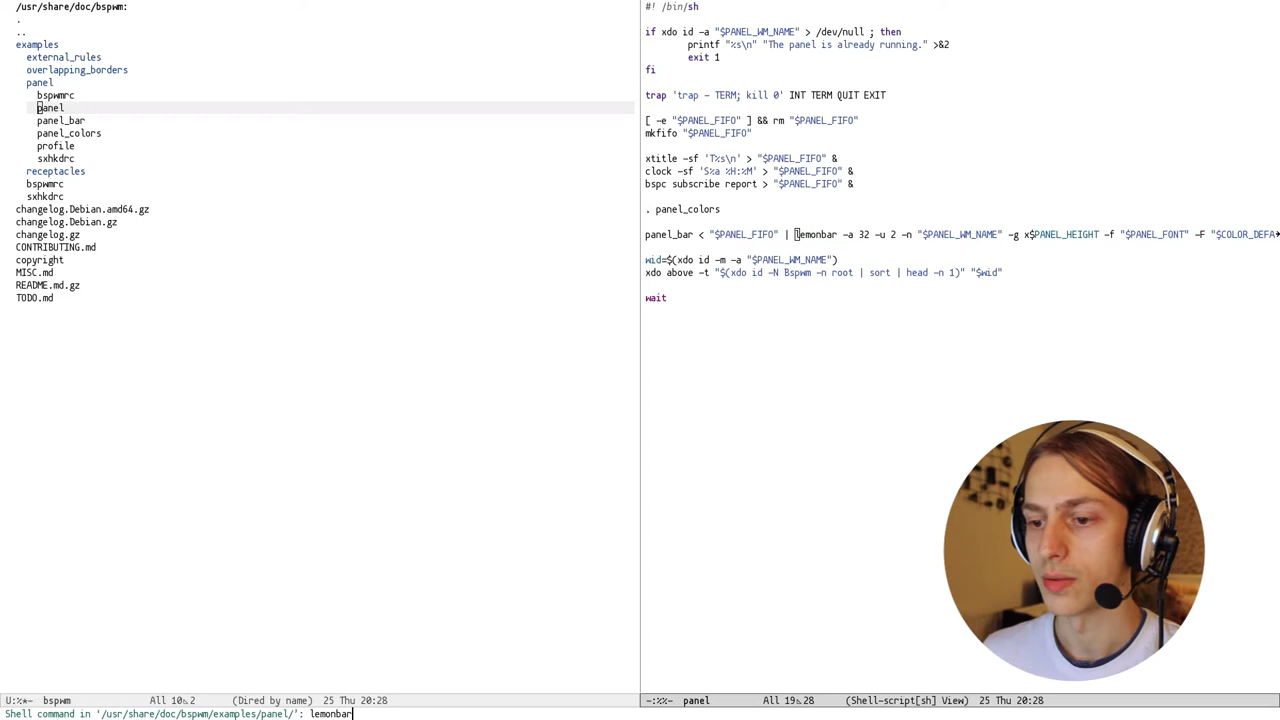 /usr/share/doc/bspwm:
.
..
examples
external_rules
overlapping_borders
panel
bspwmrc
panel
panel_bar
panel_colors
profile
sxhkdrc
receptacles
bspwmrc
sxhkdrc
changelog.Debian.amd64.gz
changelog.Debian.gz
changelog.gz
CONTRIBUTING.md
copyright
MISC.md
README.md.gz
TODO.md
#! /bin/sh
if xdo id -a "$PANEL_WM_NAME" > /dev/null ; then
printf "%s\n" "The panel is already running." >&2
exit 1
fi
trap 'trap - TERM; kill 0' INT TERM QUIT EXIT
[ -e "$PANEL_FIFO" ] && rm "$PANEL_FIFO"
mkfifo "$PANEL_FIFO"
xtitle -sf 'T%s\n' > "$PANEL_FIFO" &
clock -sf 'S%a %H:%M' > "$PANEL_FIFO" &
bspc subscribe report > "$PANEL_FIFO" &
. panel_colors
panel_bar < "$PANEL_FIFO" | lemonbar -a 32 -u 2 -n "$PANEL_WM_NAME" -g x$PANEL_HEIGHT -f "$PANEL_FONT" -F "$COLOR_DEFA→
wid=$(xdo id -m -a "$PANEL_WM_NAME")
xdo above -t "$(xdo id -N Bspwm -n root | sort | head -n 1)" "$wid"
wait
U:%*- bspwm All 10,2 (Dired by name) 25 Thu 20:28
-:%%- panel All 19,28 (Shell-script[sh] View) 25 Thu 20:28
Shell command in '/usr/share/doc/bspwm/examples/panel/': lemonbar